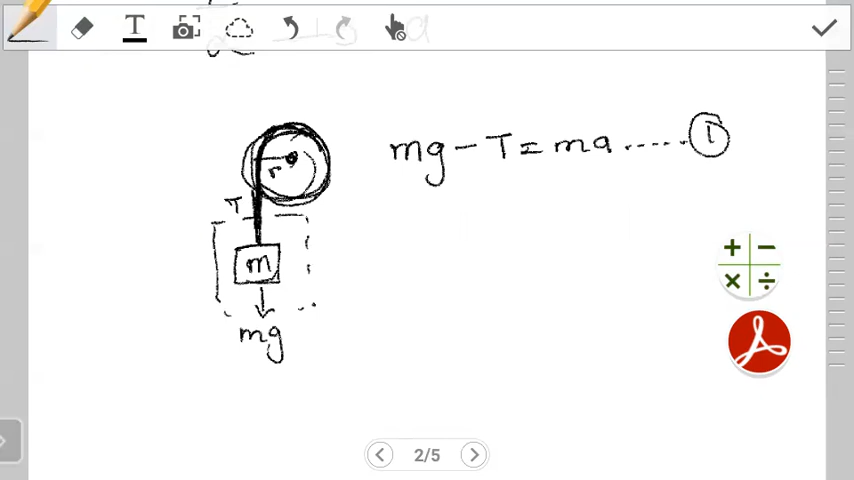 T
mg - T = ma ..... ①
r
T
m
mg
2/5